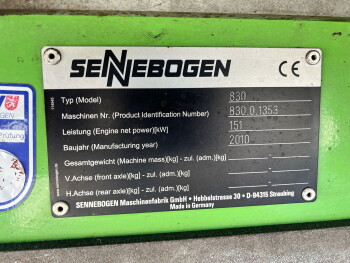 SENNEBOGEN
CE
Typ (Model) 830
Maschinen Nr. (Product Identification Number) 830.0.1353
Leistung (Engine net power)[kW] 151
Baujahr (Manufacturing year) 2010
Gesamtgewicht (Machine mass)[kg] - zul. (adm.)[kg] -
V.Achse (front axle)[kg] - zul. (adm.)[kg] -
H.Achse (rear axle)[kg] - zul. (adm.)[kg] -
SENNEBOGEN Maschinenfabrik GmbH • Hebbelstrasse 30 • D-94315 Straubing
Made in Germany